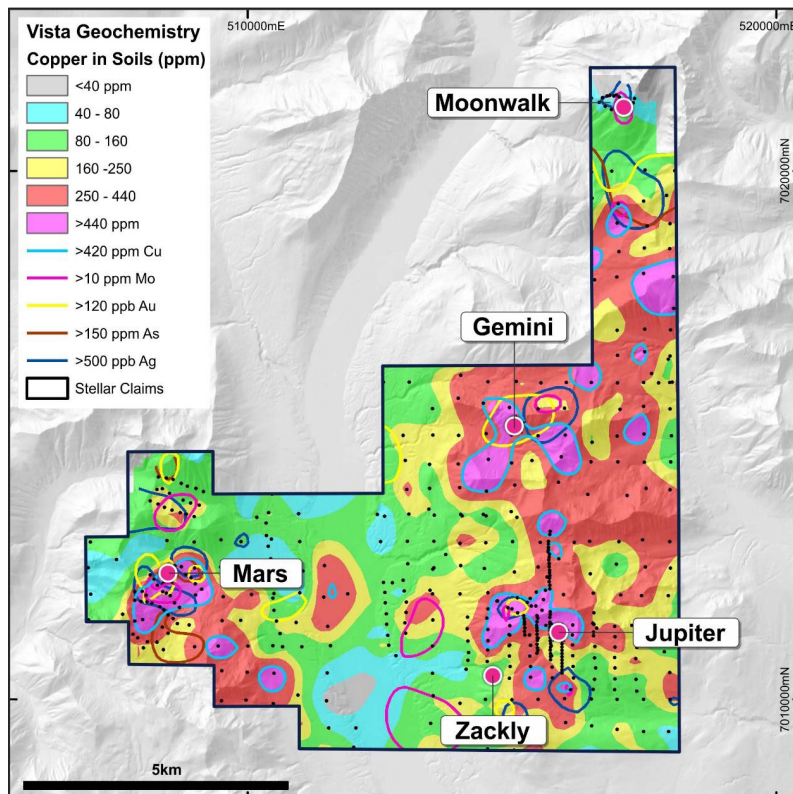 510000mE
520000mE
Vista Geochemistry
Copper in Soils (ppm)
<40 ppm
40 - 80
80 - 160
160 -250
250 - 440
>440 ppm
>420 ppm Cu
>10 ppm Mo
>120 ppb Au
>150 ppm As
>500 ppb Ag
Stellar Claims
Moonwalk
7020000mN
Gemini
Mars
Jupiter
7010000mN
Zackly
5km